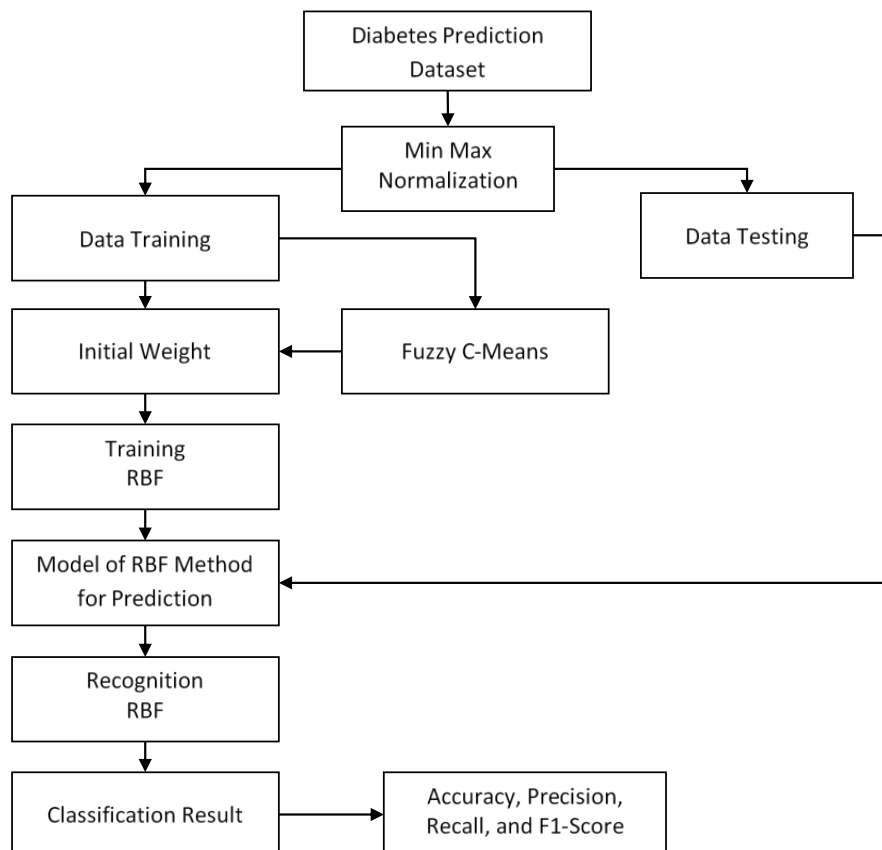 Diabetes Prediction
Dataset
Min Max
Normalization
Data Training
Data Testing
Initial Weight
Fuzzy C-Means
Training
RBF
Model of RBF Method
for Prediction
Recognition
RBF
Classification Result
Accuracy, Precision,
Recall, and F1-Score